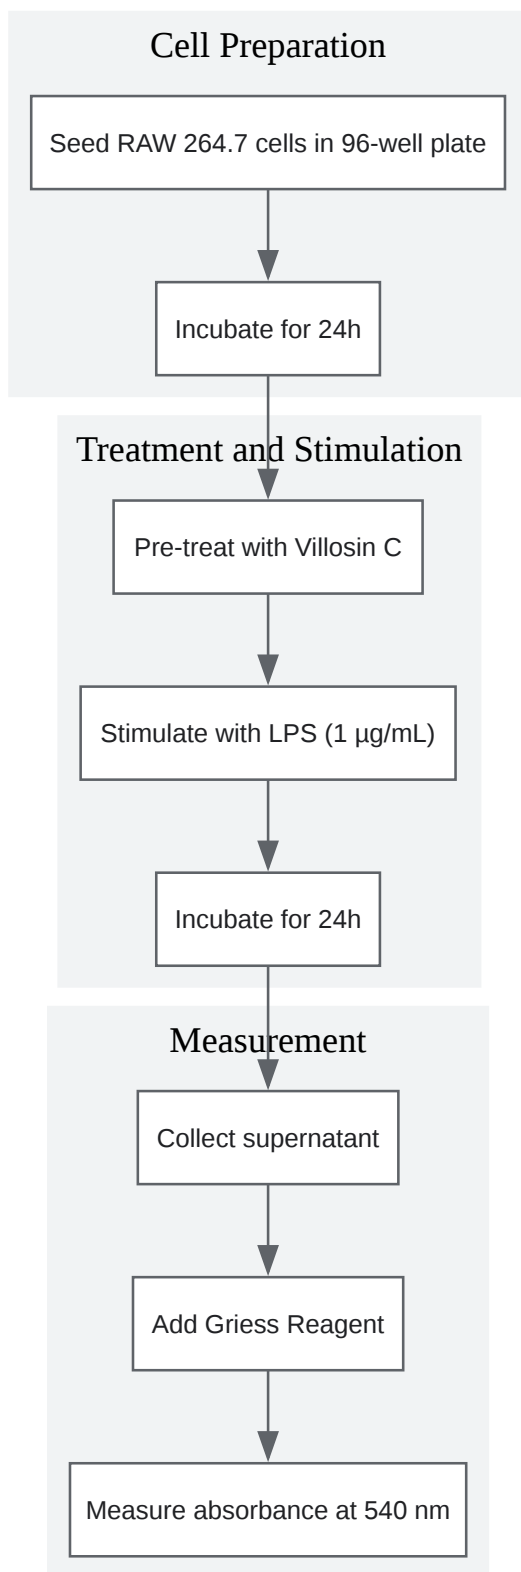 Cell Preparation
Seed RAW 264.7 cells in 96-well plate
Incubate for 24h
Treatment and Stimulation
Pre-treat with Villosin C
Stimulate with LPS (1 µg/mL)
Incubate for 24h
Measurement
Collect supernatant
Add Griess Reagent
Measure absorbance at 540 nm